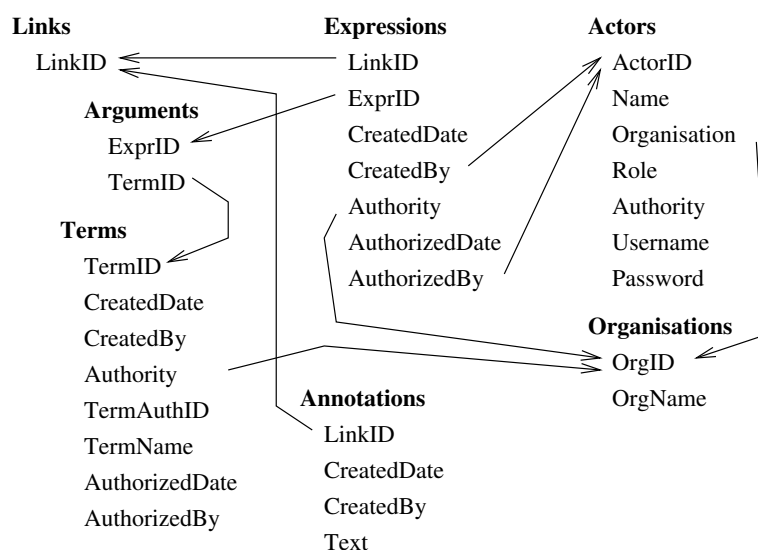 Links
LinkID
Arguments
ExprID
TermID
Terms
TermID
CreatedDate
CreatedBy
Authority
TermAuthID
TermName
AuthorizedDate
AuthorizedBy
Expressions
LinkID
ExprID
CreatedDate
CreatedBy
Authority
AuthorizedDate
AuthorizedBy
Annotations
LinkID
CreatedDate
CreatedBy
Text
Actors
ActorID
Name
Organisation
Role
Authority
Username
Password
Organisations
OrgID
OrgName